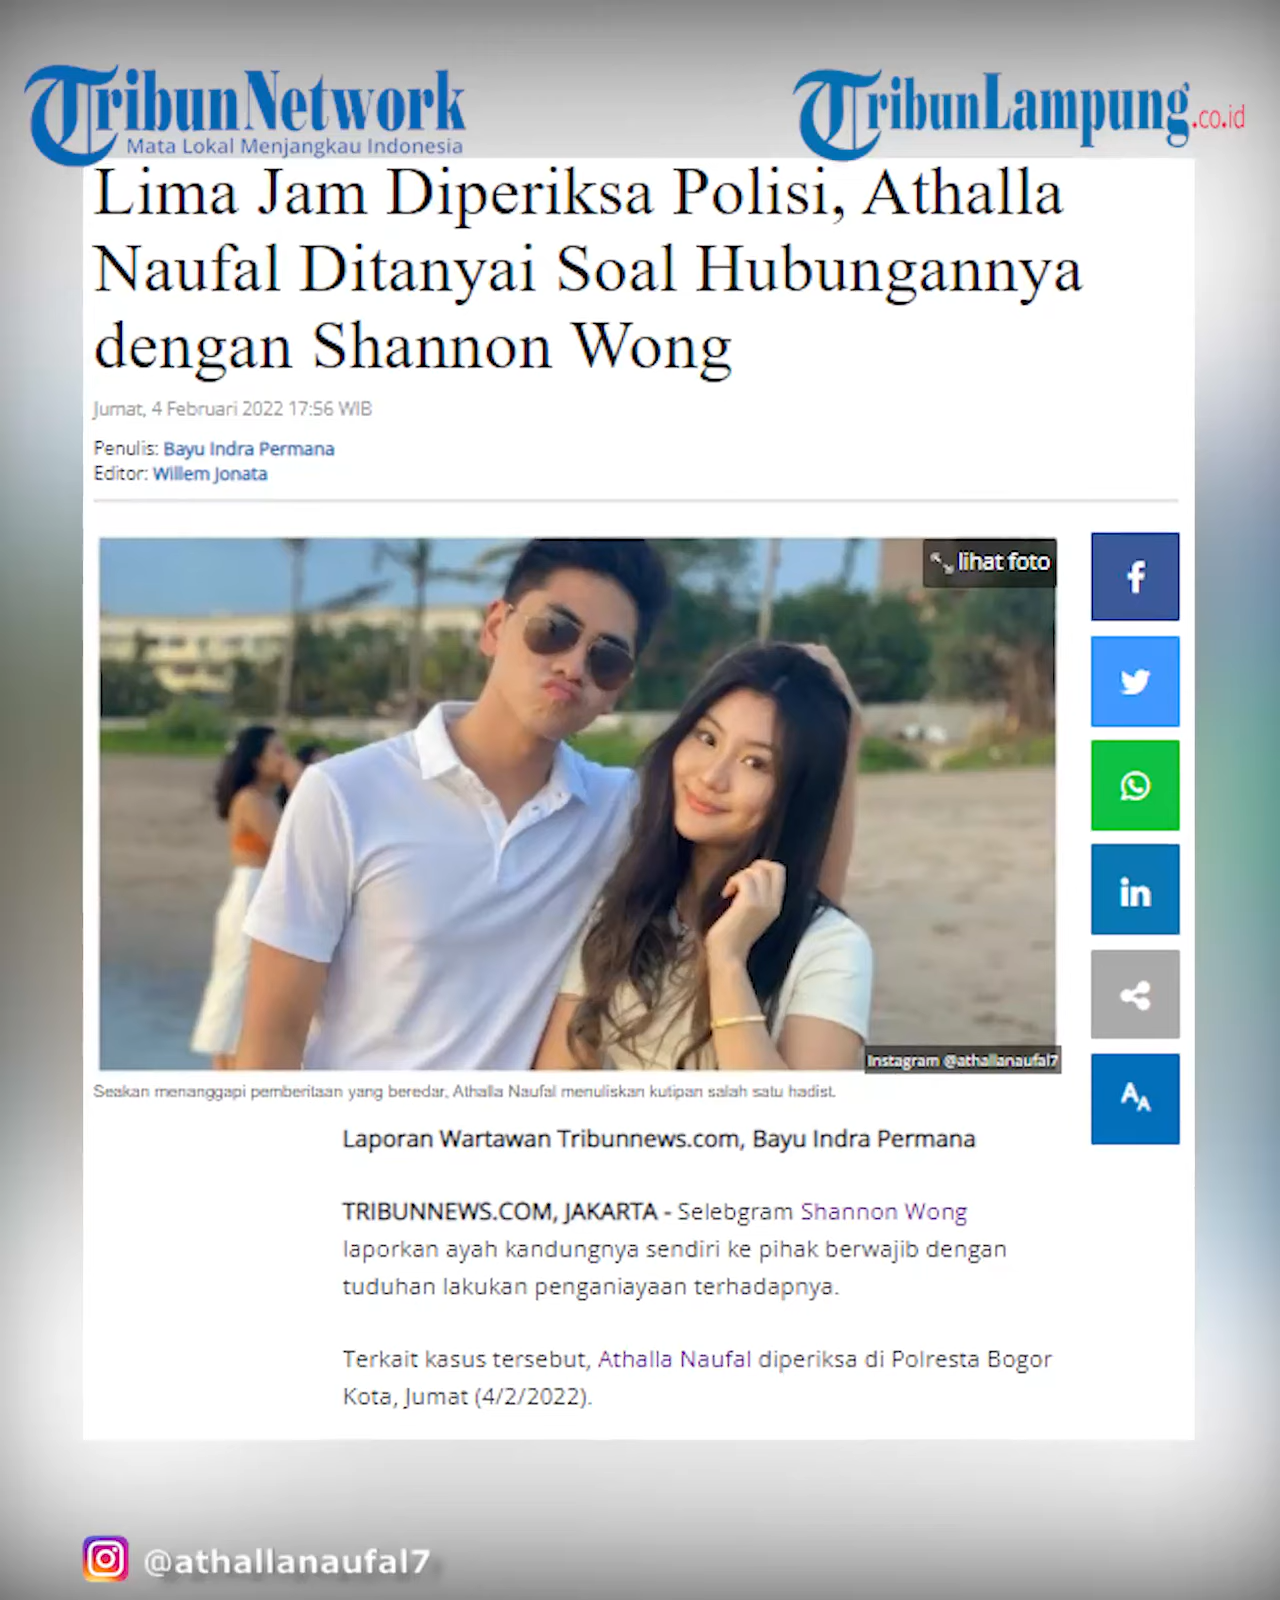 TribunNetwork
Mata Lokal Menjangkau Indonesia
TribunLampung.co.id
Lima Jam Diperiksa Polisi, Athalla
Naufal Ditanyai Soal Hubungannya
dengan Shannon Wong
Jumat, 4 Februari 2022 17:56 WIB
Penulis: Bayu Indra Permana
Editor: Willem Jonata
lihat foto
Instagram @athallanaufal7
Seakan menanggapi pemberitaan yang beredar, Athalla Naufal menuliskan kutipan salah satu hadist.
Laporan Wartawan Tribunnews.com, Bayu Indra Permana
TRIBUNNEWS.COM, JAKARTA - Selebgram Shannon Wong
laporkan ayah kandungnya sendiri ke pihak berwajib dengan
tuduhan lakukan penganiayaan terhadapnya.
Terkait kasus tersebut, Athalla Naufal diperiksa di Polresta Bogor
Kota, Jumat (4/2/2022).
f
in
AA
@athallanaufal7